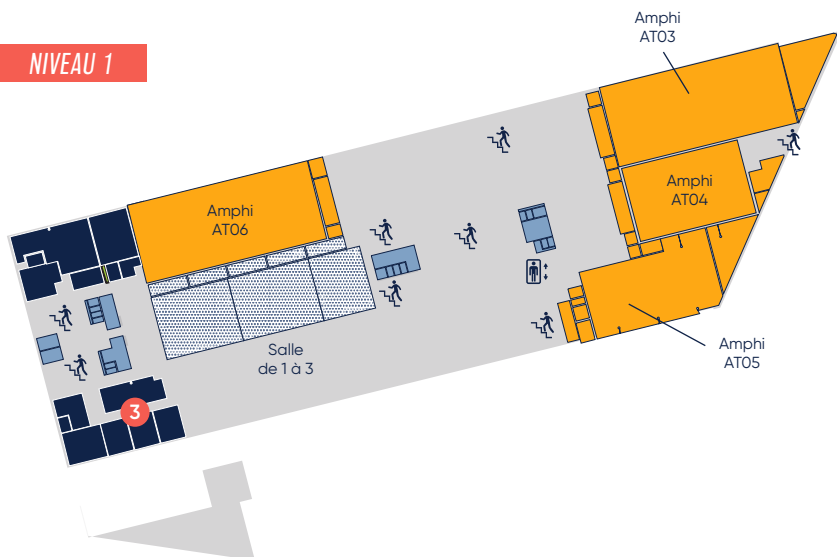 NIVEAU 1
Amphi
AT03
Amphi
AT04
Amphi
AT06
Salle
de 1 à 3
Amphi
AT05
3